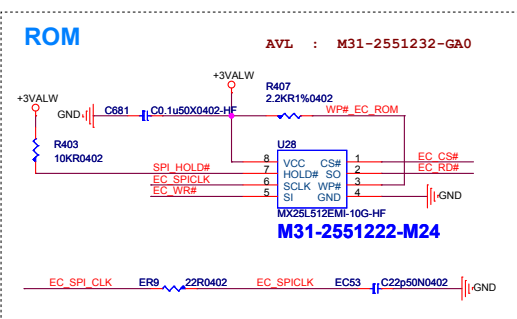 ROM
AVL : M31-2551232-GA0
+3VALW
R407
2.2KR1%0402
+3VALW
GND
C681
C0.1u50X0402-HF
WP#_EC_ROM
R403
10KR0402
U28
SPI_HOLD#
EC_SPICLK
EC_WR#
8 VCC CS# 1
7 HOLD# SO 2
6 SCLK WP# 3
5 SI GND 4
EC_CS#
EC_RD#
GND
MX25L512EMI-10G-HF
M31-2551222-M24
EC_SPI_CLK ER9 22R0402 EC_SPICLK EC53 C22p50N0402 GND